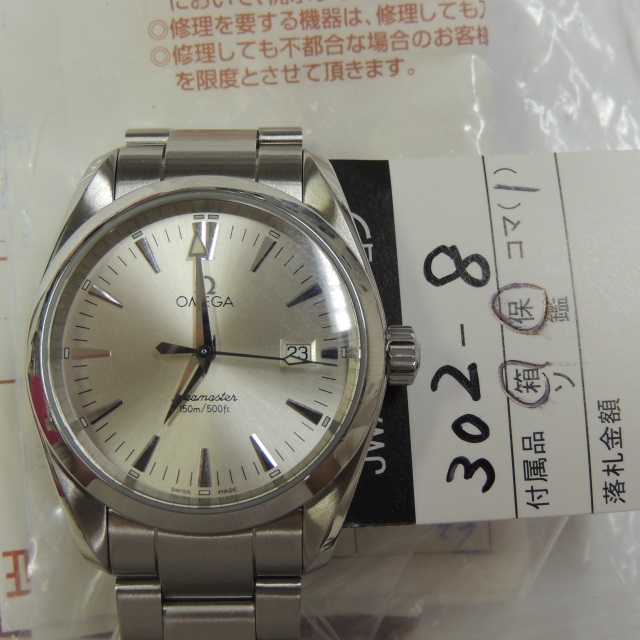 ◎修理を要する機器は、修理しても
◎修理しても不都合な場合のお客様
を限度とさせて頂きます。
OMEGA
23
Seamaster
150m/500ft
SWISS MADE
302-8
コマ(1)
付属品 箱 保
ソ 鑑
落札金額